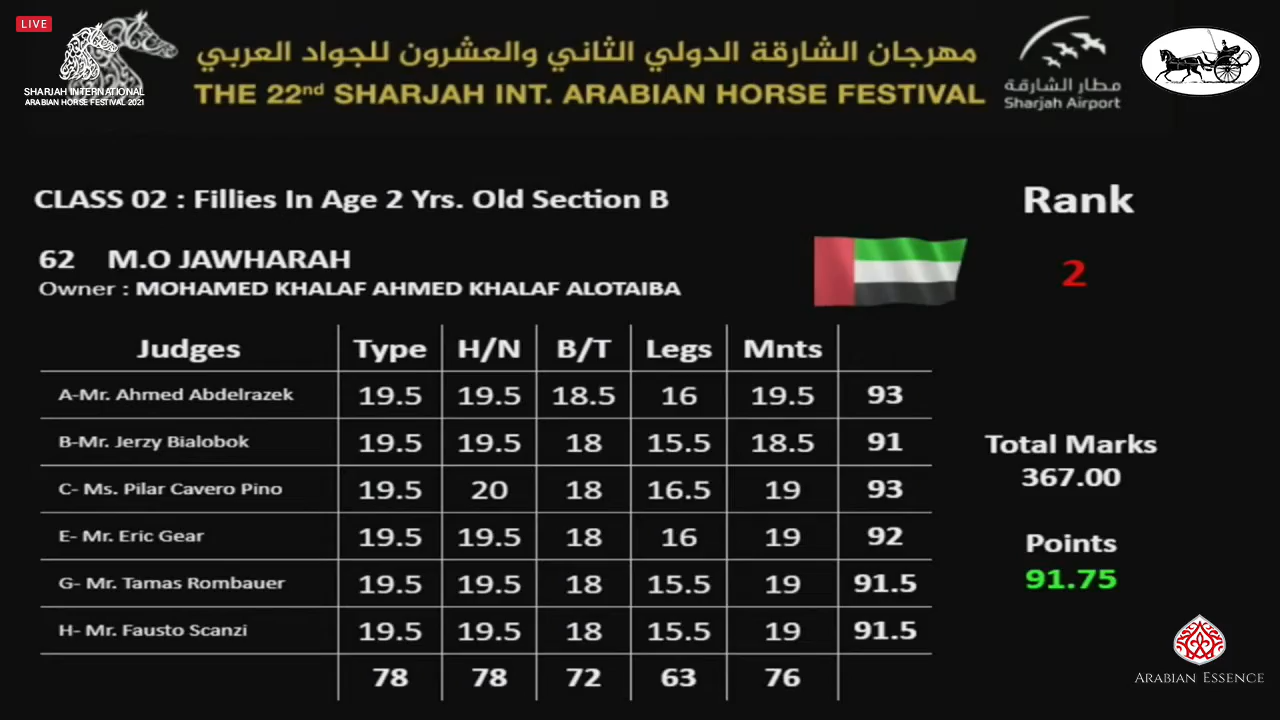 LIVE
SHARJAH INTERNATIONAL
ARABIAN HORSE FESTIVAL 2021
مهرجان الشارقة الدولي الثاني والعشرون للجواد العربي
THE 22nd SHARJAH INT. ARABIAN HORSE FESTIVAL
مطار الشارقة
Sharjah Airport
CLASS 02 : Fillies In Age 2 Yrs. Old Section B
Rank
62 M.O JAWHARAH
2
Owner : MOHAMED KHALAF AHMED KHALAF ALOTAIBA
Judges Type H/N B/T Legs Mnts
A-Mr. Ahmed Abdelrazek 19.5 19.5 18.5 16 19.5 93
B-Mr. Jerzy Bialobok 19.5 19.5 18 15.5 18.5 91
C- Ms. Pilar Cavero Pino 19.5 20 18 16.5 19 93
E- Mr. Eric Gear 19.5 19.5 18 16 19 92
G- Mr. Tamas Rombauer 19.5 19.5 18 15.5 19 91.5
H- Mr. Fausto Scanzi 19.5 19.5 18 15.5 19 91.5
78 78 72 63 76
Total Marks
367.00
Points
91.75
ARABIAN ESSENCE